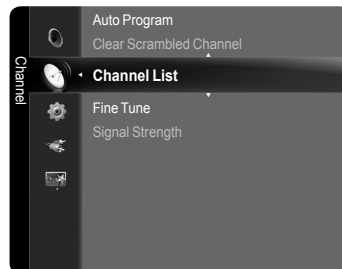 Channel
Auto Program
Clear Scrambled Channel
Channel List
Fine Tune
Signal Strength